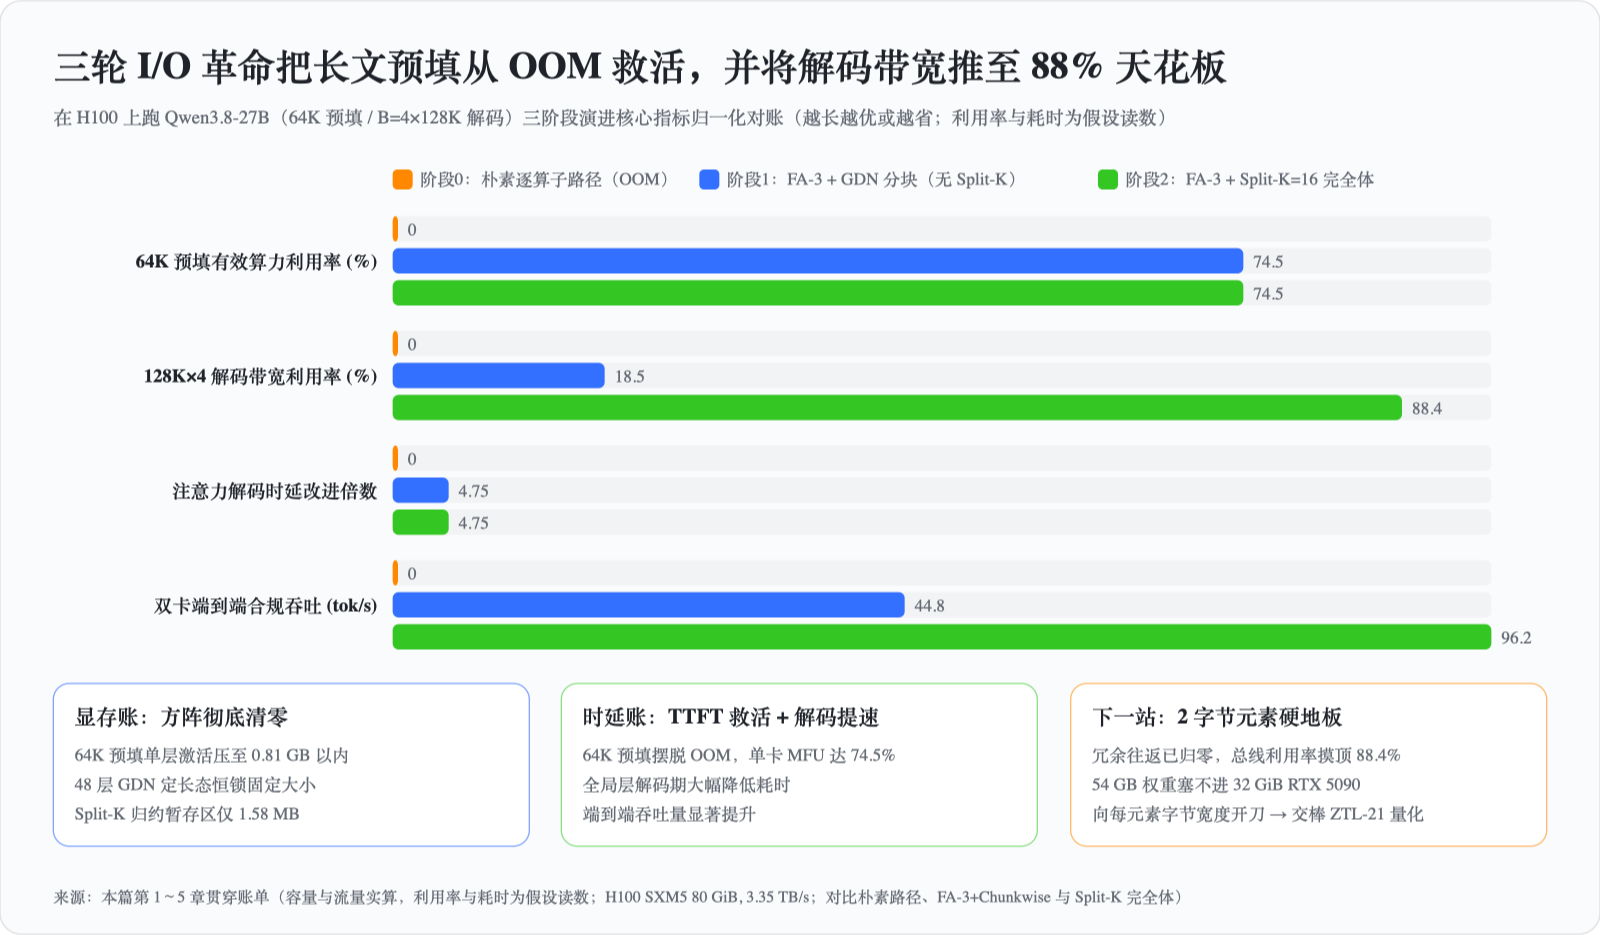 三轮 I/O 革命把长文预填从 OOM 救活，并将解码带宽推至 88% 天花板
在 H100 上跑 Qwen3.8-27B（64K 预填 / B=4×128K 解码）三阶段演进核心指标归一化对账（越长越优或越省；利用率与耗时为假设读数）
阶段0：朴素逐算子路径（OOM） 阶段1：FA-3 + GDN 分块（无 Split-K） 阶段2：FA-3 + Split-K=16 完全体
0
64K 预填有效算力利用率 (%) 74.5
74.5
0
128K×4 解码带宽利用率 (%) 18.5
88.4
0
注意力解码时延改进倍数 4.75
4.75
0
双卡端到端合规吞吐 (tok/s) 44.8
96.2
显存账：方阵彻底清零
64K 预填单层激活压至 0.81 GB 以内
48 层 GDN 定长态恒锁固定大小
Split-K 归约暂存区仅 1.58 MB
时延账：TTFT 救活 + 解码提速
64K 预填摆脱 OOM，单卡 MFU 达 74.5%
全局层解码期大幅降低耗时
端到端吞吐量显著提升
下一站：2 字节元素硬地板
冗余往返已归零，总线利用率摸顶 88.4%
54 GB 权重塞不进 32 GiB RTX 5090
向每元素字节宽度开刀 → 交棒 ZTL-21 量化
来源：本篇第 1 ~ 5 章贯穿账单（容量与流量实算，利用率与耗时为假设读数；H100 SXM5 80 GiB, 3.35 TB/s；对比朴素路径、FA-3+Chunkwise 与 Split-K 完全体）